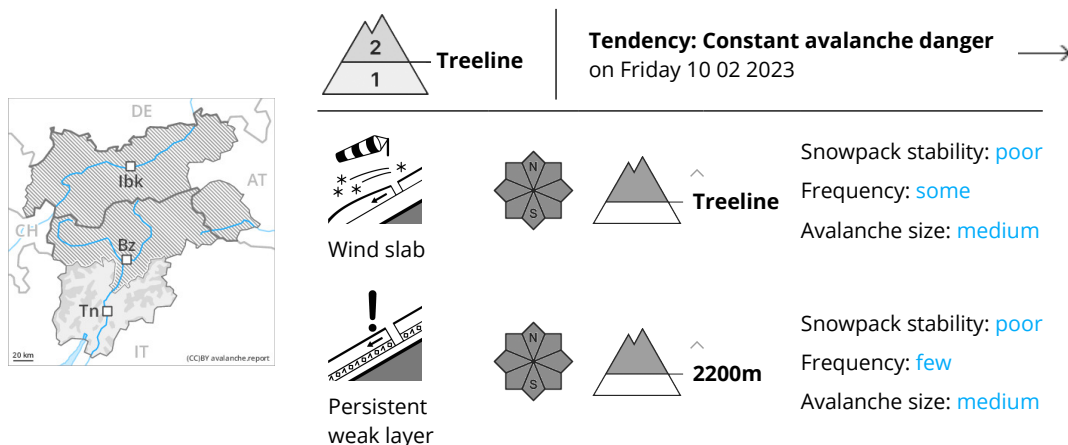 2
1
Treeline
Tendency: Constant avalanche danger
on Friday 10 02 2023
DE
Ibk
AT
CH
Bz
Tn
IT
20 km
(CC)BY avalanche.report
Wind slab
N
S
Treeline
Snowpack stability: poor
Frequency: some
Avalanche size: medium
Persistent
weak layer
N
S
2200m
Snowpack stability: poor
Frequency: few
Avalanche size: medium